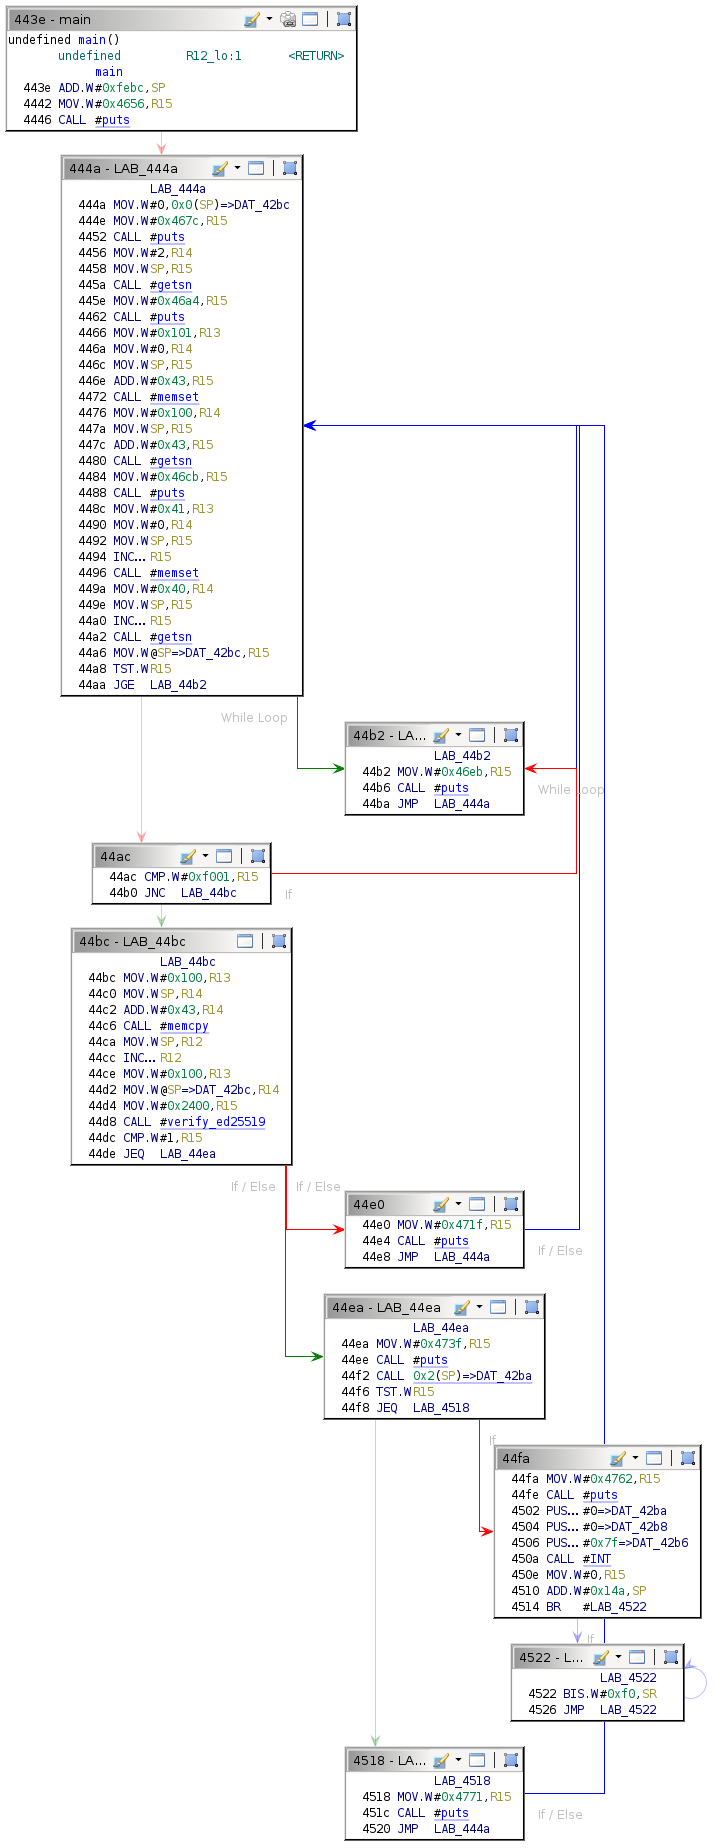 443e - main
undefined main()
undefined R12_lo:1 <RETURN>
main
443e ADD.W #0xfebc,SP
4442 MOV.W #0x4656,R15
4446 CALL #puts
444a - LAB_444a
LAB_444a
444a MOV.W #0,0x0(SP)=>DAT_42bc
444e MOV.W #0x467c,R15
4452 CALL #puts
4456 MOV.W #2,R14
4458 MOV.W SP,R15
445a CALL #getsn
445e MOV.W #0x46a4,R15
4462 CALL #puts
4466 MOV.W #0x101,R13
446a MOV.W #0,R14
446c MOV.W SP,R15
446e ADD.W #0x43,R15
4472 CALL #memset
4476 MOV.W #0x100,R14
447a MOV.W SP,R15
447c ADD.W #0x43,R15
4480 CALL #getsn
4484 MOV.W #0x46cb,R15
4488 CALL #puts
448c MOV.W #0x41,R13
4490 MOV.W #0,R14
4492 MOV.W SP,R15
4494 INC... R15
4496 CALL #memset
449a MOV.W #0x40,R14
449e MOV.W SP,R15
44a0 INC... R15
44a2 CALL #getsn
44a6 MOV.W @SP=>DAT_42bc,R15
44a8 TST.W R15
44aa JGE LAB_44b2
While Loop
44b2 - LA...
LAB_44b2
44b2 MOV.W #0x46eb,R15
44b6 CALL #puts
44ba JMP LAB_444a
While Loop
44ac
44ac CMP.W #0xf001,R15
44b0 JNC LAB_44bc
If
44bc - LAB_44bc
LAB_44bc
44bc MOV.W #0x100,R13
44c0 MOV.W SP,R14
44c2 ADD.W #0x43,R14
44c6 CALL #memcpy
44ca MOV.W SP,R12
44cc INC... R12
44ce MOV.W #0x100,R13
44d2 MOV.W @SP=>DAT_42bc,R14
44d4 MOV.W #0x2400,R15
44d8 CALL #verify_ed25519
44dc CMP.W #1,R15
44de JEQ LAB_44ea
If / Else If / Else
44e0
44e0 MOV.W #0x471f,R15
44e4 CALL #puts
44e8 JMP LAB_444a
If / Else
44ea - LAB_44ea
LAB_44ea
44ea MOV.W #0x473f,R15
44ee CALL #puts
44f2 CALL 0x2(SP)=>DAT_42ba
44f6 TST.W R15
44f8 JEQ LAB_4518
If
44fa
44fa MOV.W #0x4762,R15
44fe CALL #puts
4502 PUS... #0=>DAT_42ba
4504 PUS... #0=>DAT_42b8
4506 PUS... #0x7f=>DAT_42b6
450a CALL #INT
450e MOV.W #0,R15
4510 ADD.W #0x14a,SP
4514 BR #LAB_4522
If
4522 - L...
LAB_4522
4522 BIS.W #0xf0,SR
4526 JMP LAB_4522
4518 - LA...
LAB_4518
4518 MOV.W #0x4771,R15
451c CALL #puts
4520 JMP LAB_444a
If / Else